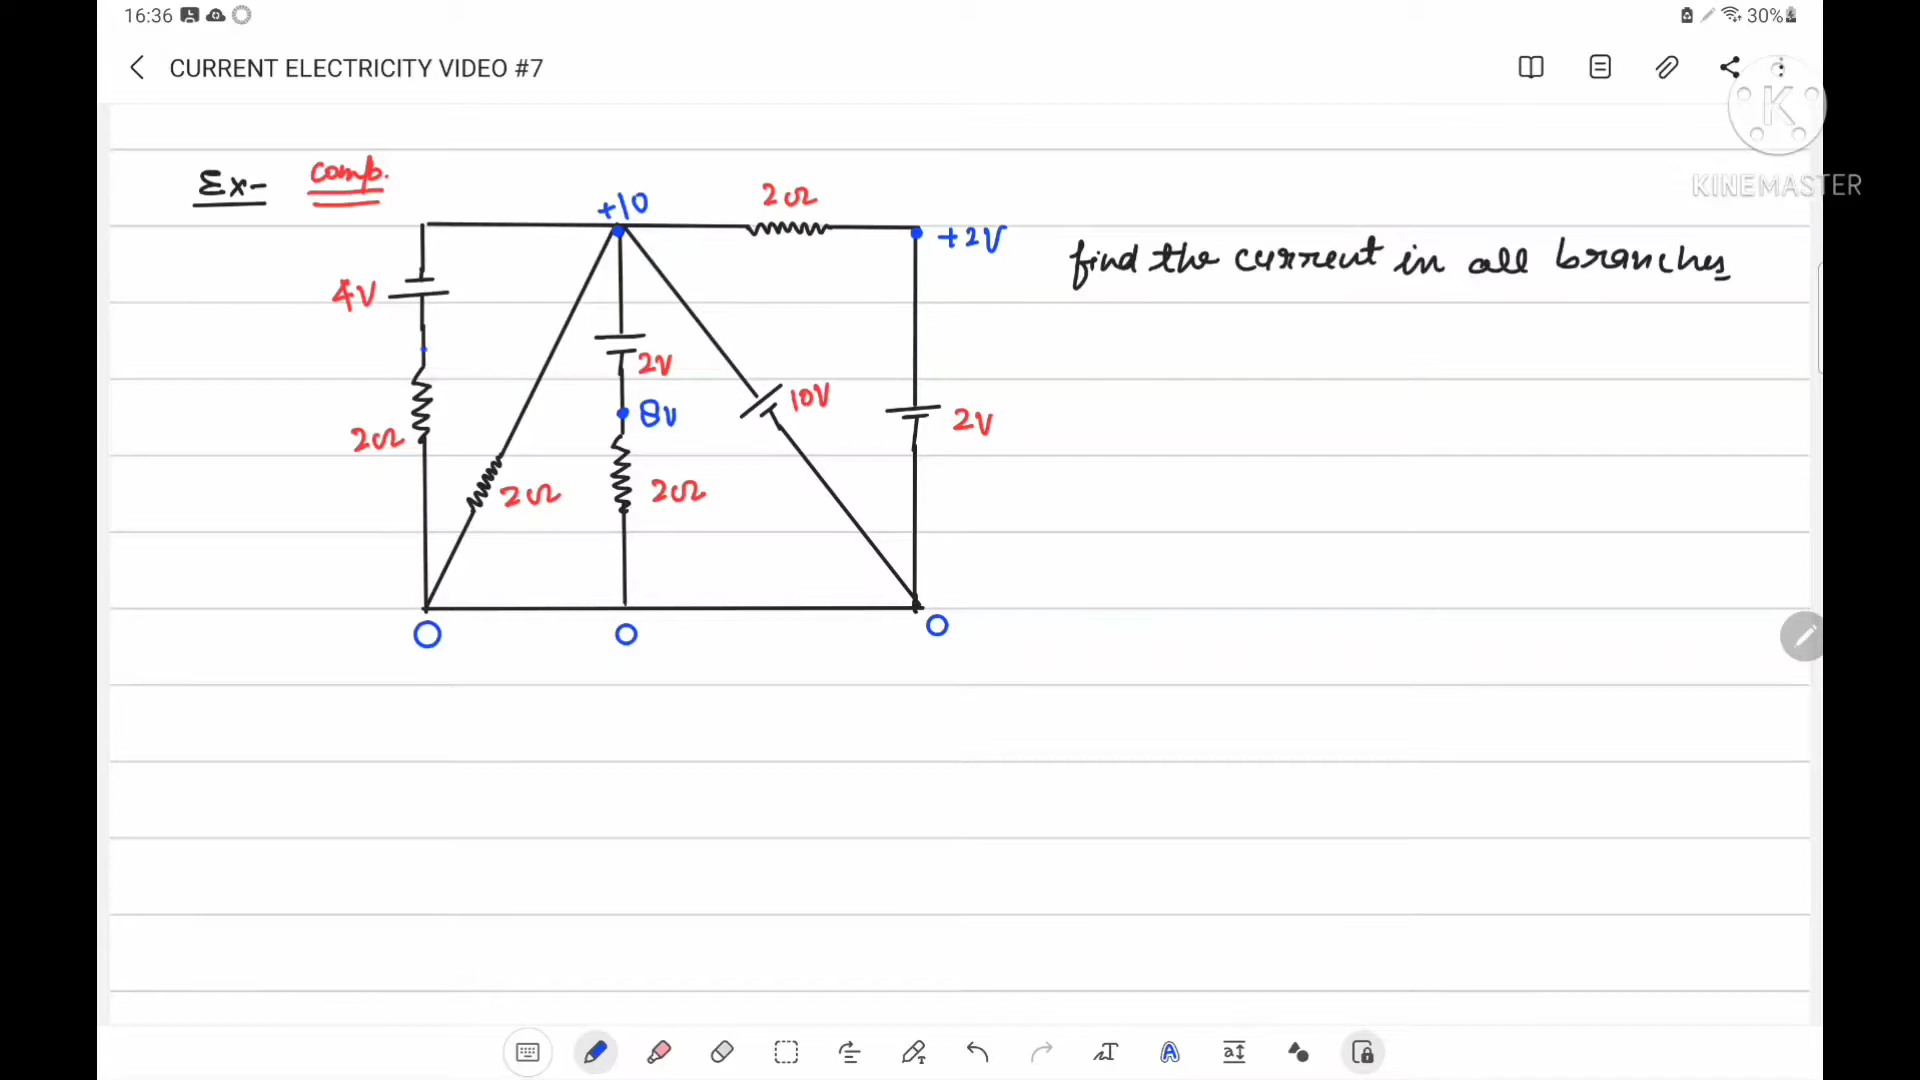 16:36 30%
CURRENT ELECTRICITY VIDEO #7
K
KINEMASTER
Ex- comb.
+10 2Ω +2V
find the current in all branches
4V
2V 10V
8V 2V
2Ω
2Ω 2Ω
0 0 0
T A a